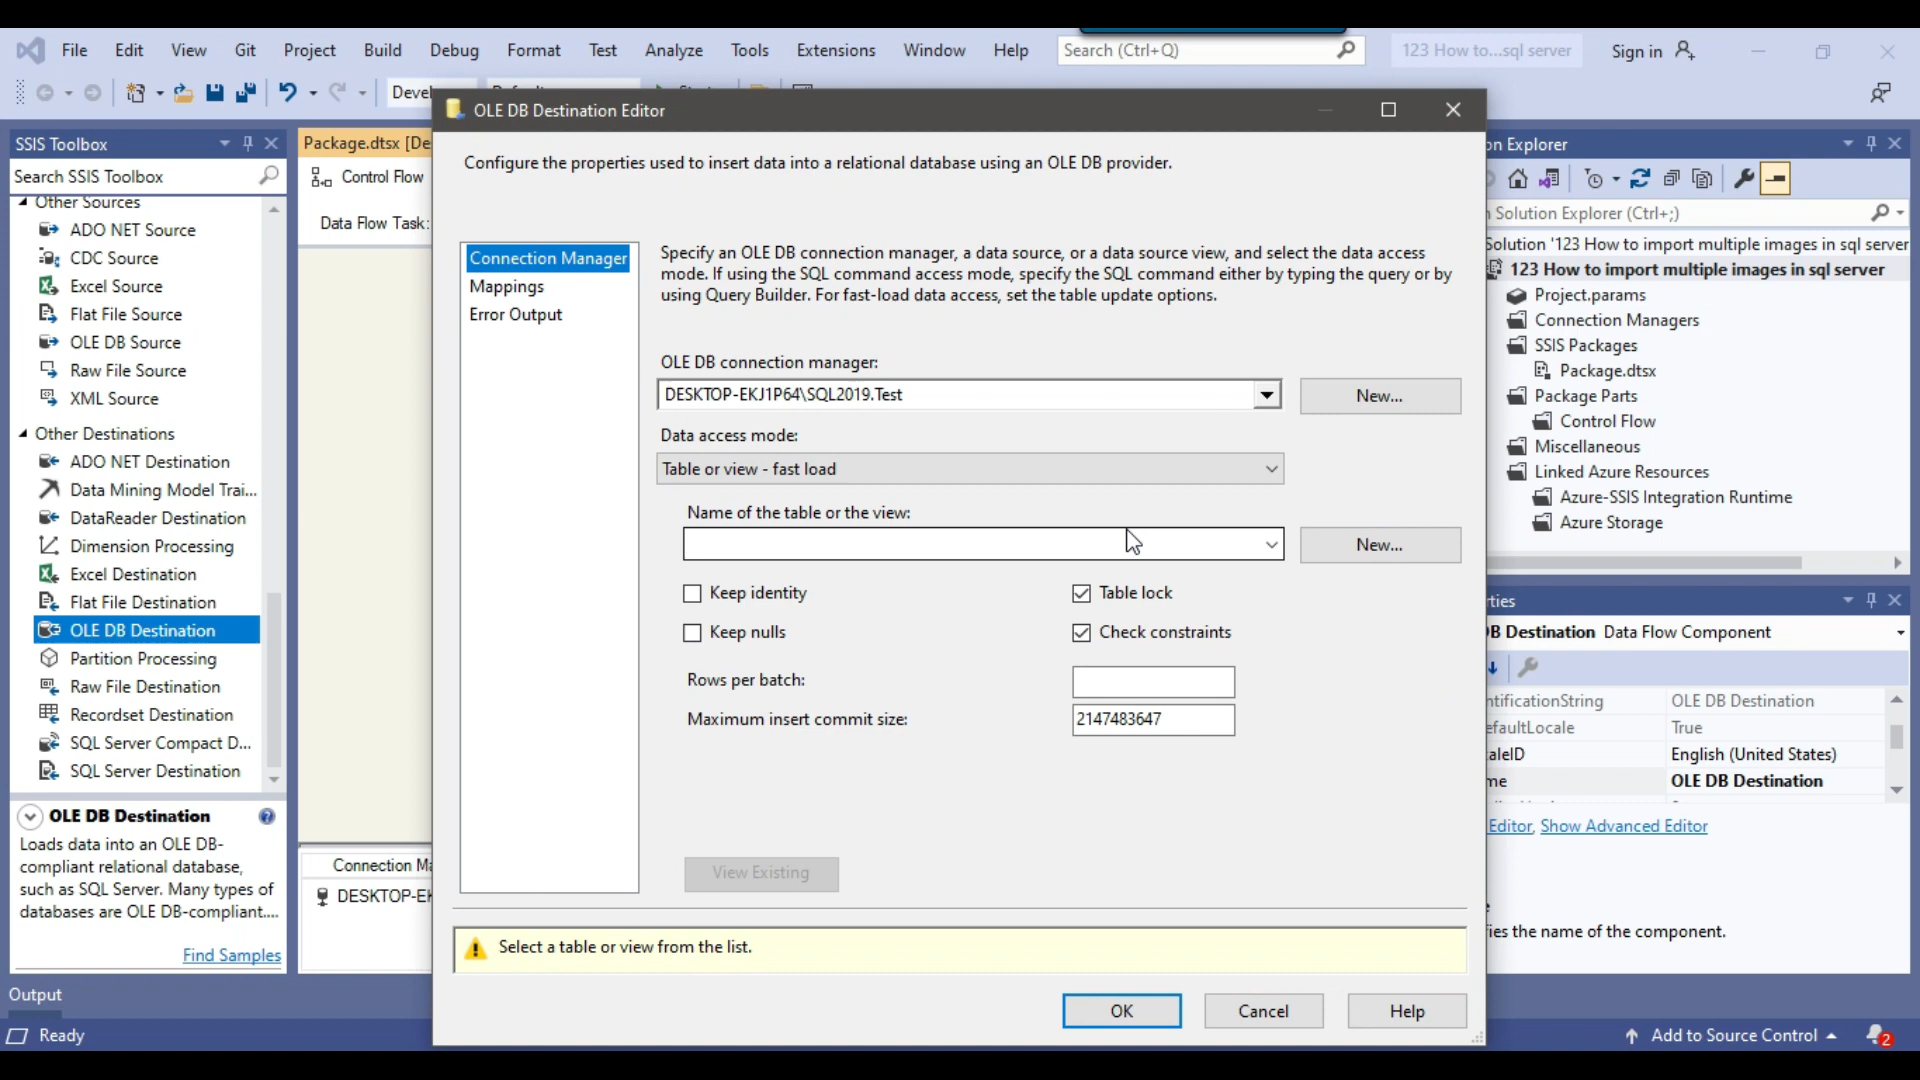 File Edit View Git Project Build Debug Format Test Analyze Tools Extensions Window Help Search (Ctrl+Q) 123 How to...sql server Sign in
SSIS Toolbox
Search SSIS Toolbox
Other Sources
ADO NET Source
CDC Source
Excel Source
Flat File Source
OLE DB Source
Raw File Source
XML Source
Other Destinations
ADO NET Destination
Data Mining Model Trai...
DataReader Destination
Dimension Processing
Excel Destination
Flat File Destination
OLE DB Destination
Partition Processing
Raw File Destination
Recordset Destination
SQL Server Compact D...
SQL Server Destination
OLE DB Destination
Loads data into an OLE DB-
compliant relational database,
such as SQL Server. Many types of
databases are OLE DB-compliant....
Find Samples
Output
Ready
Package.dtsx [De
Control Flow
Data Flow Task:
Connection Ma
DESKTOP-EK
OLE DB Destination Editor
Configure the properties used to insert data into a relational database using an OLE DB provider.
Connection Manager
Mappings
Error Output
Specify an OLE DB connection manager, a data source, or a data source view, and select the data access
mode. If using the SQL command access mode, specify the SQL command either by typing the query or by
using Query Builder. For fast-load data access, set the table update options.
OLE DB connection manager:
DESKTOP-EKJ1P64\SQL2019.Test
New...
Data access mode:
Table or view - fast load
Name of the table or the view:
New...
Keep identity
Table lock
Keep nulls
Check constraints
Rows per batch:
Maximum insert commit size:
2147483647
View Existing
Select a table or view from the list.
OK
Cancel
Help
on Explorer
Solution Explorer (Ctrl+;)
Solution '123 How to import multiple images in sql server
123 How to import multiple images in sql server
Project.params
Connection Managers
SSIS Packages
Package.dtsx
Package Parts
Control Flow
Miscellaneous
Linked Azure Resources
Azure-SSIS Integration Runtime
Azure Storage
rties
B Destination Data Flow Component
ntificationString OLE DB Destination
efaultLocale True
aleID English (United States)
me OLE DB Destination
Editor, Show Advanced Editor
fies the name of the component.
Add to Source Control
2